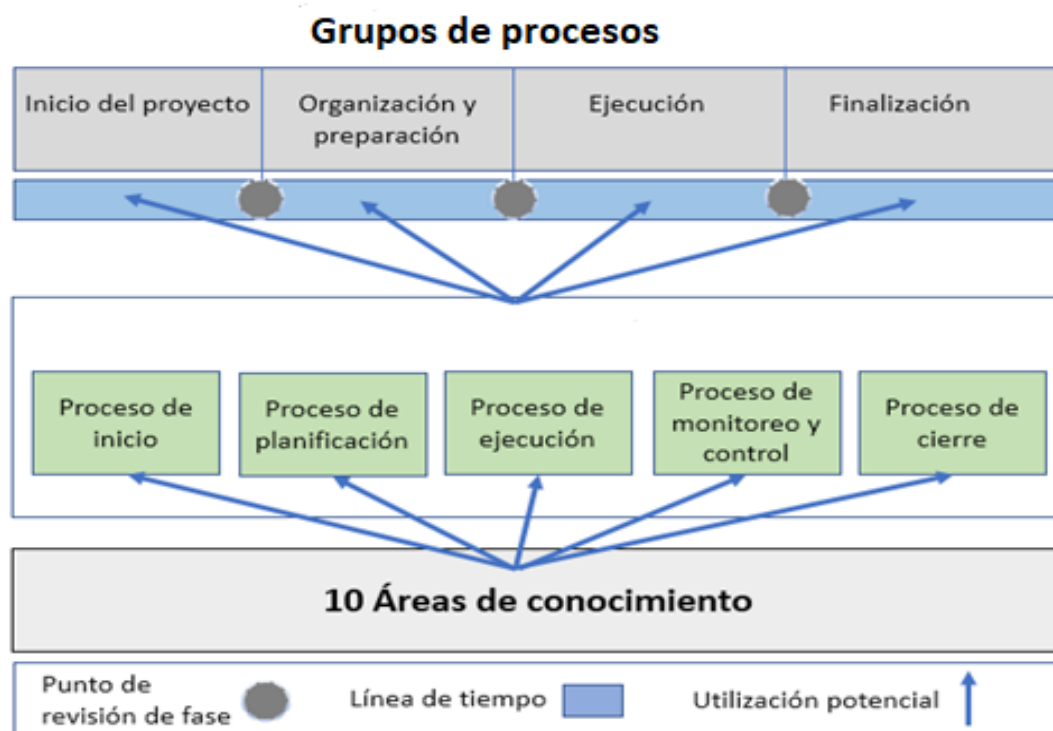 Grupos de procesos
Inicio del proyecto
Organización y
preparación
Ejecución
Finalización
Proceso de
inicio
Proceso de
planificación
Proceso de
ejecución
Proceso de
monitoreo y
control
Proceso de
cierre
10 Áreas de conocimiento
Punto de
revisión de fase
Línea de tiempo
Utilización potencial